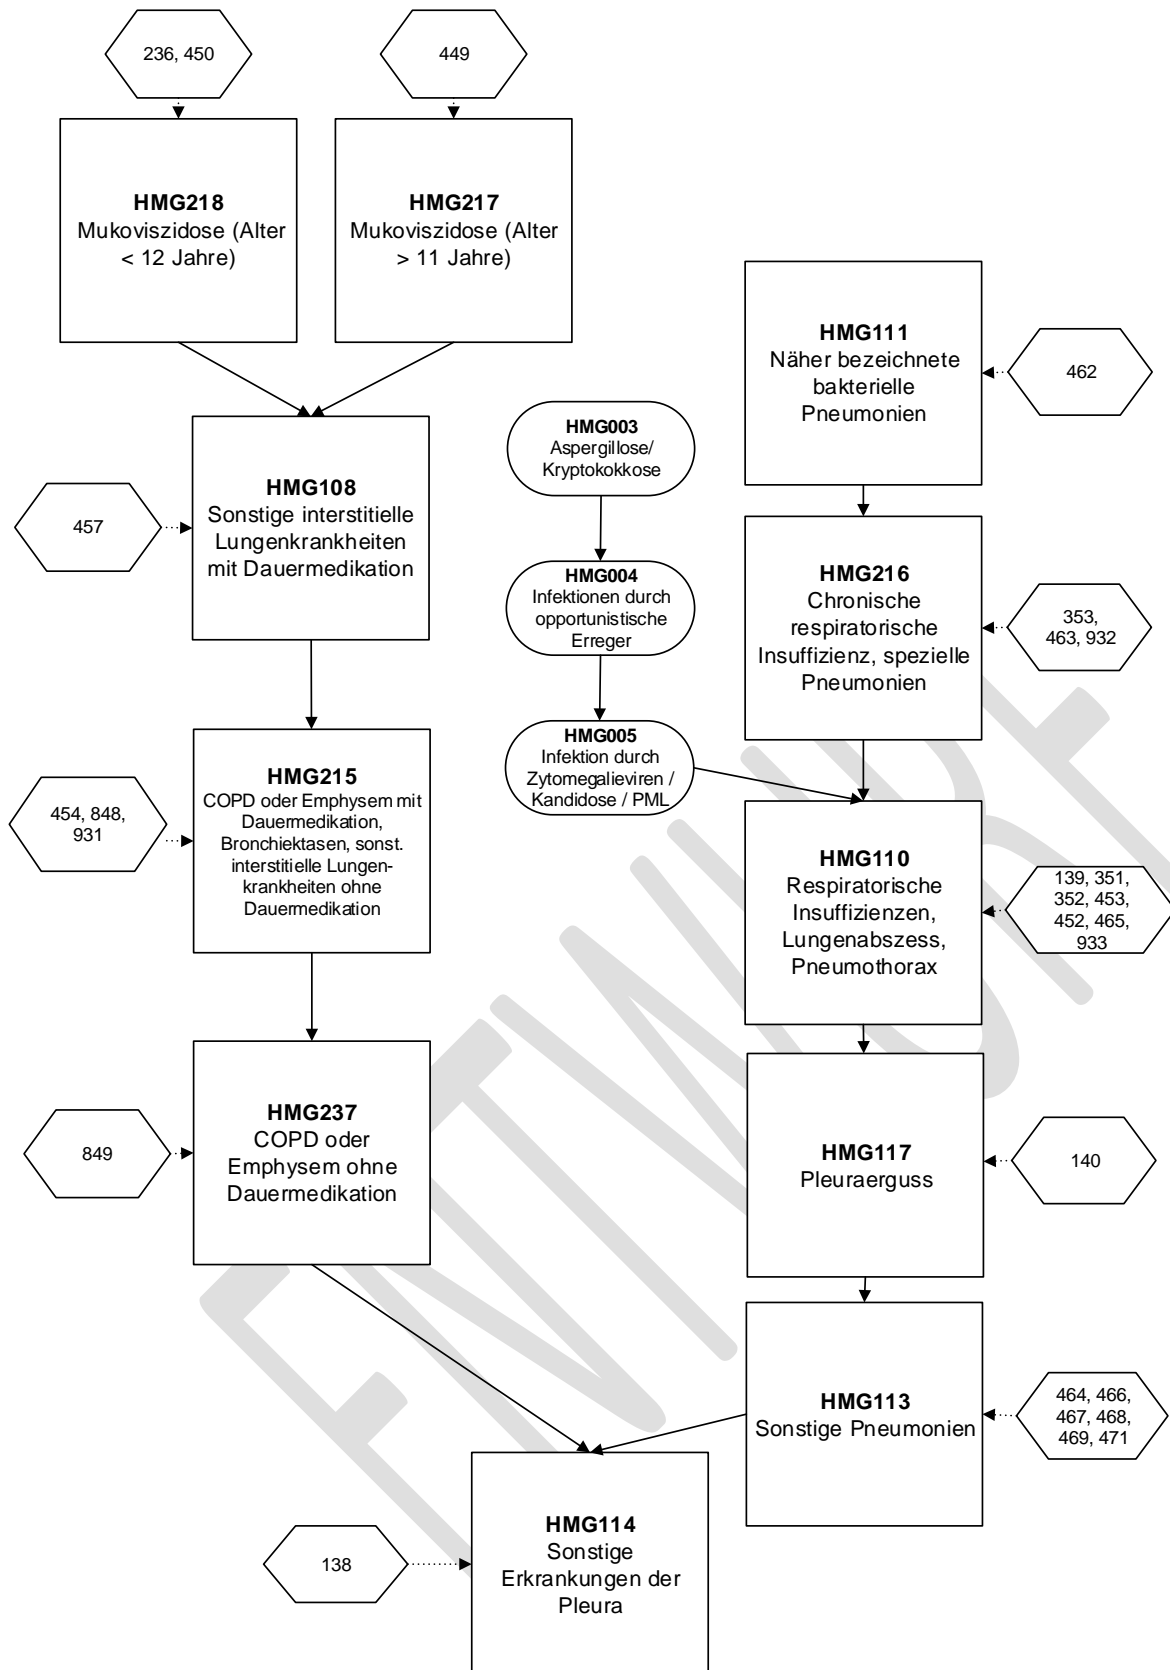 236, 450
449
HMG218
Mukoviszidose (Alter
< 12 Jahre)
HMG217
Mukoviszidose (Alter
> 11 Jahre)
HMG111
Näher bezeichnete
bakterielle
Pneumonien
462
HMG003
Aspergillose/
Kryptokokkose
457
HMG108
Sonstige interstitielle
Lungenkrankheiten
mit Dauermedikation
HMG004
Infektionen durch
opportunistische
Erreger
HMG216
Chronische
respiratorische
Insuffizienz, spezielle
Pneumonien
353,
463, 932
HMG005
Infektion durch
Zytomegalieviren /
Kandidose / PML
454, 848,
931
HMG215
COPD oder Emphysem mit
Dauermedikation,
Bronchiektasen, sonst.
interstitielle Lungen-
krankheiten ohne
Dauermedikation
HMG110
Respiratorische
Insuffizienzen,
Lungenabszess,
Pneumothorax
139, 351,
352, 453,
452, 465,
933
849
HMG237
COPD oder
Emphysem ohne
Dauermedikation
HMG117
Pleuraerguss
140
HMG113
Sonstige Pneumonien
464, 466,
467, 468,
469, 471
138
HMG114
Sonstige
Erkrankungen der
Pleura
ENTWURF